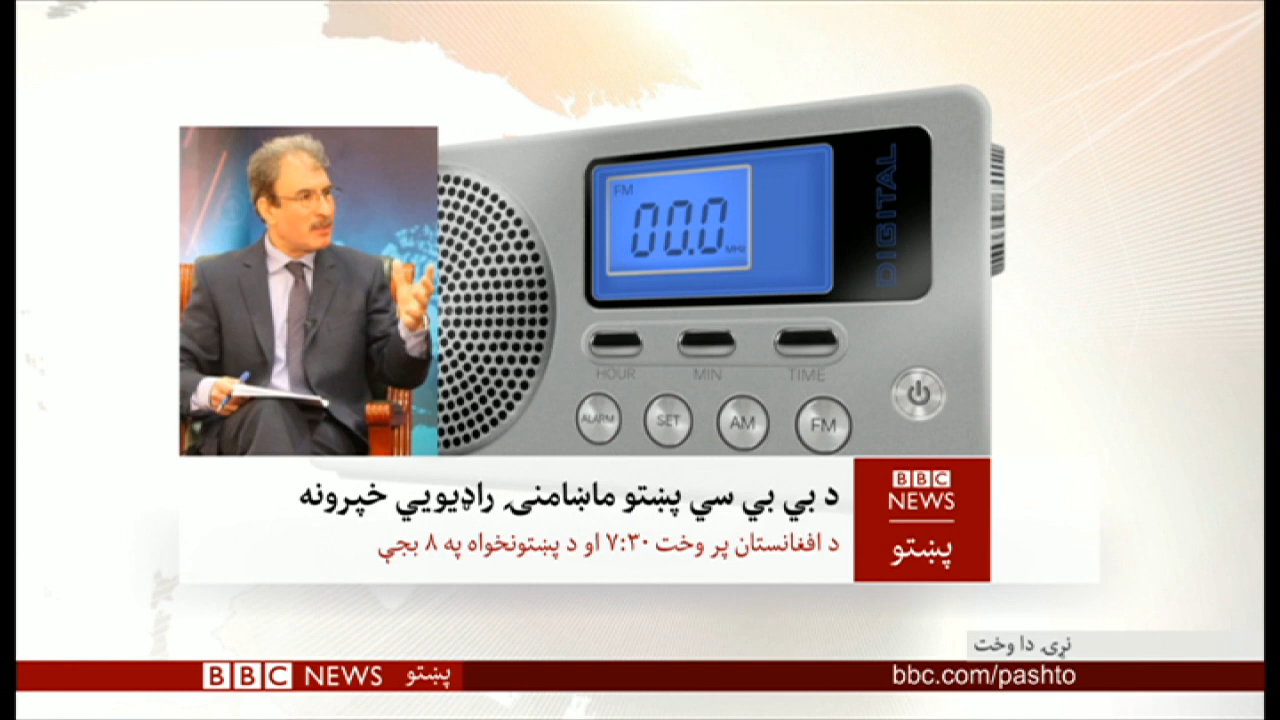 FM
00.0 MHz
DIGITAL
HOUR MIN TIME
ALARM SET AM FM
د بي بي سي پښتو ماښامنۍ راډيويي خپرونه
د افغانستان پر وخت ۷:۳۰ او د پښتونخواه په ۸ بجې
BBC
NEWS
پښتو
نړۍ دا وخت
BBC NEWS پښتو
bbc.com/pashto